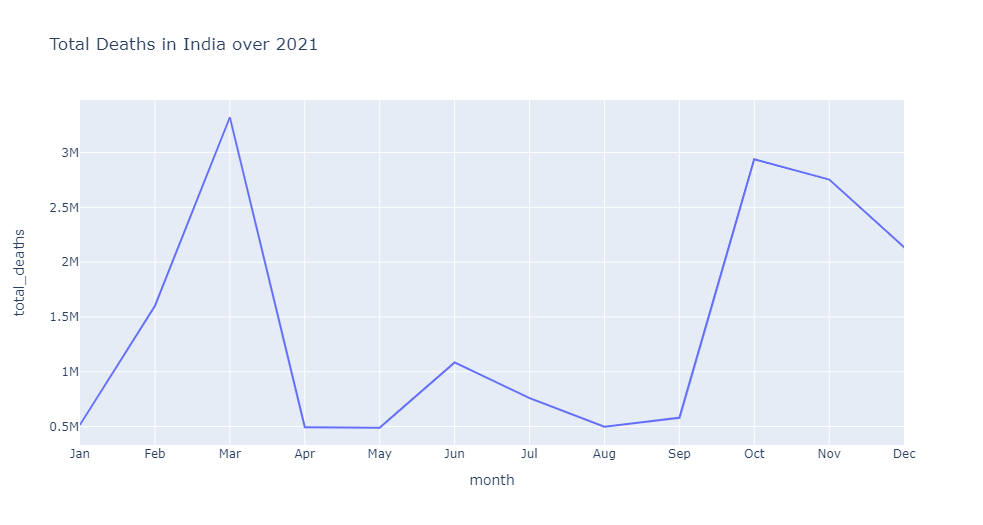 Total Deaths in India over 2021
total_deaths
3M
2.5M
2M
1.5M
1M
0.5M
Jan Feb Mar Apr May Jun Jul Aug Sep Oct Nov Dec
month